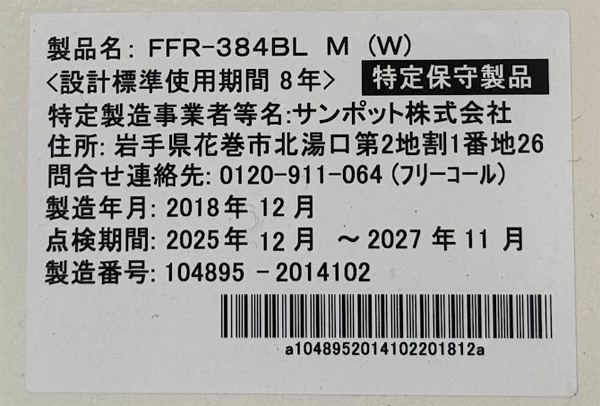 製品名: FFR-384BL M (W)
<設計標準使用期間 8年> 特定保守製品
特定製造事業者等名:サンポット株式会社
住所: 岩手県花巻市北湯口第2地割1番地26
問合せ連絡先: 0120-911-064 (フリーコール)
製造年月: 2018年 12月
点検期間: 2025年 12月 ～ 2027年 11月
製造番号: 104895 -2014102
a1048952014102201812a